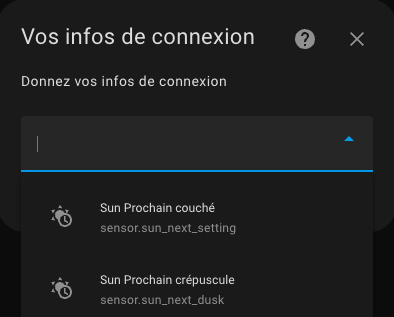 Vos infos de connexion
Donnez vos infos de connexion
Sun Prochain couché
sensor.sun_next_setting
Sun Prochain crépuscule
sensor.sun_next_dusk